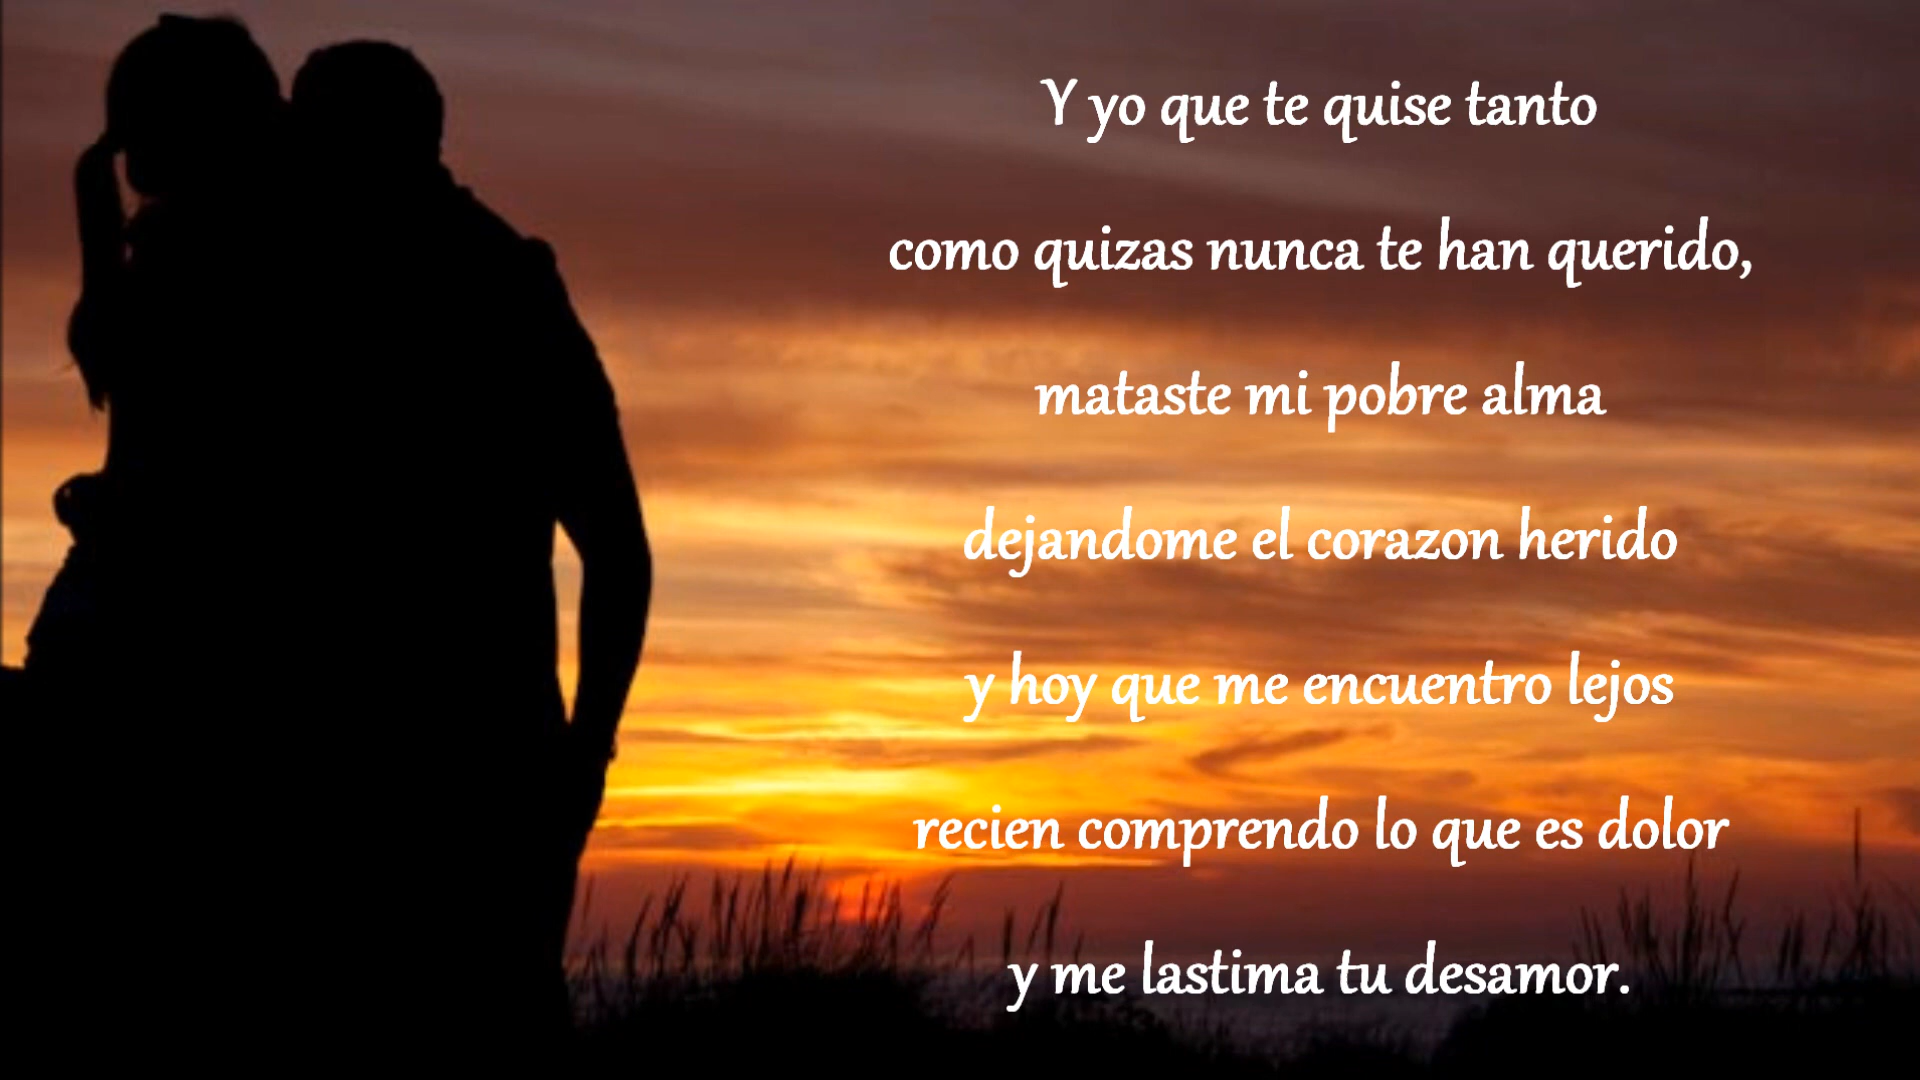 Y yo que te quise tanto
como quizas nunca te han querido,
mataste mi pobre alma
dejandome el corazon herido
y hoy que me encuentro lejos
recien comprendo lo que es dolor
y me lastima tu desamor.